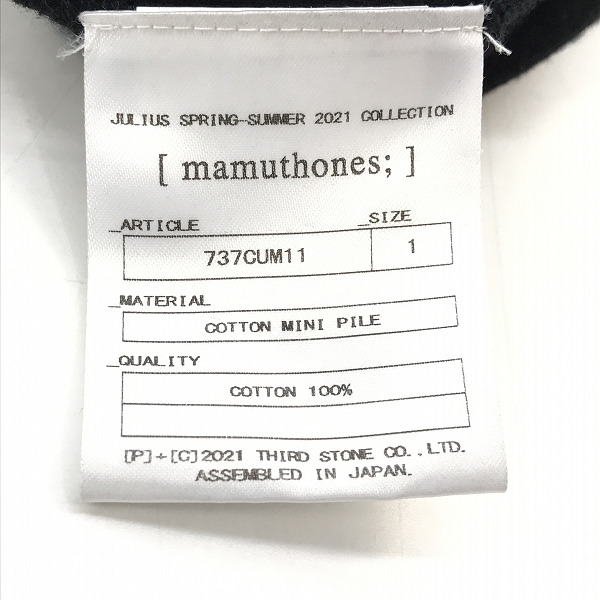 JULIUS SPRING-SUMMER 2021 COLLECTION
[ mamuthones; ]
_ARTICLE _SIZE
737CUM11 1
_MATERIAL
COTTON MINI PILE
_QUALITY
COTTON 100%
[P]+[C]2021 THIRD STONE CO.,LTD.
ASSEMBLED IN JAPAN.